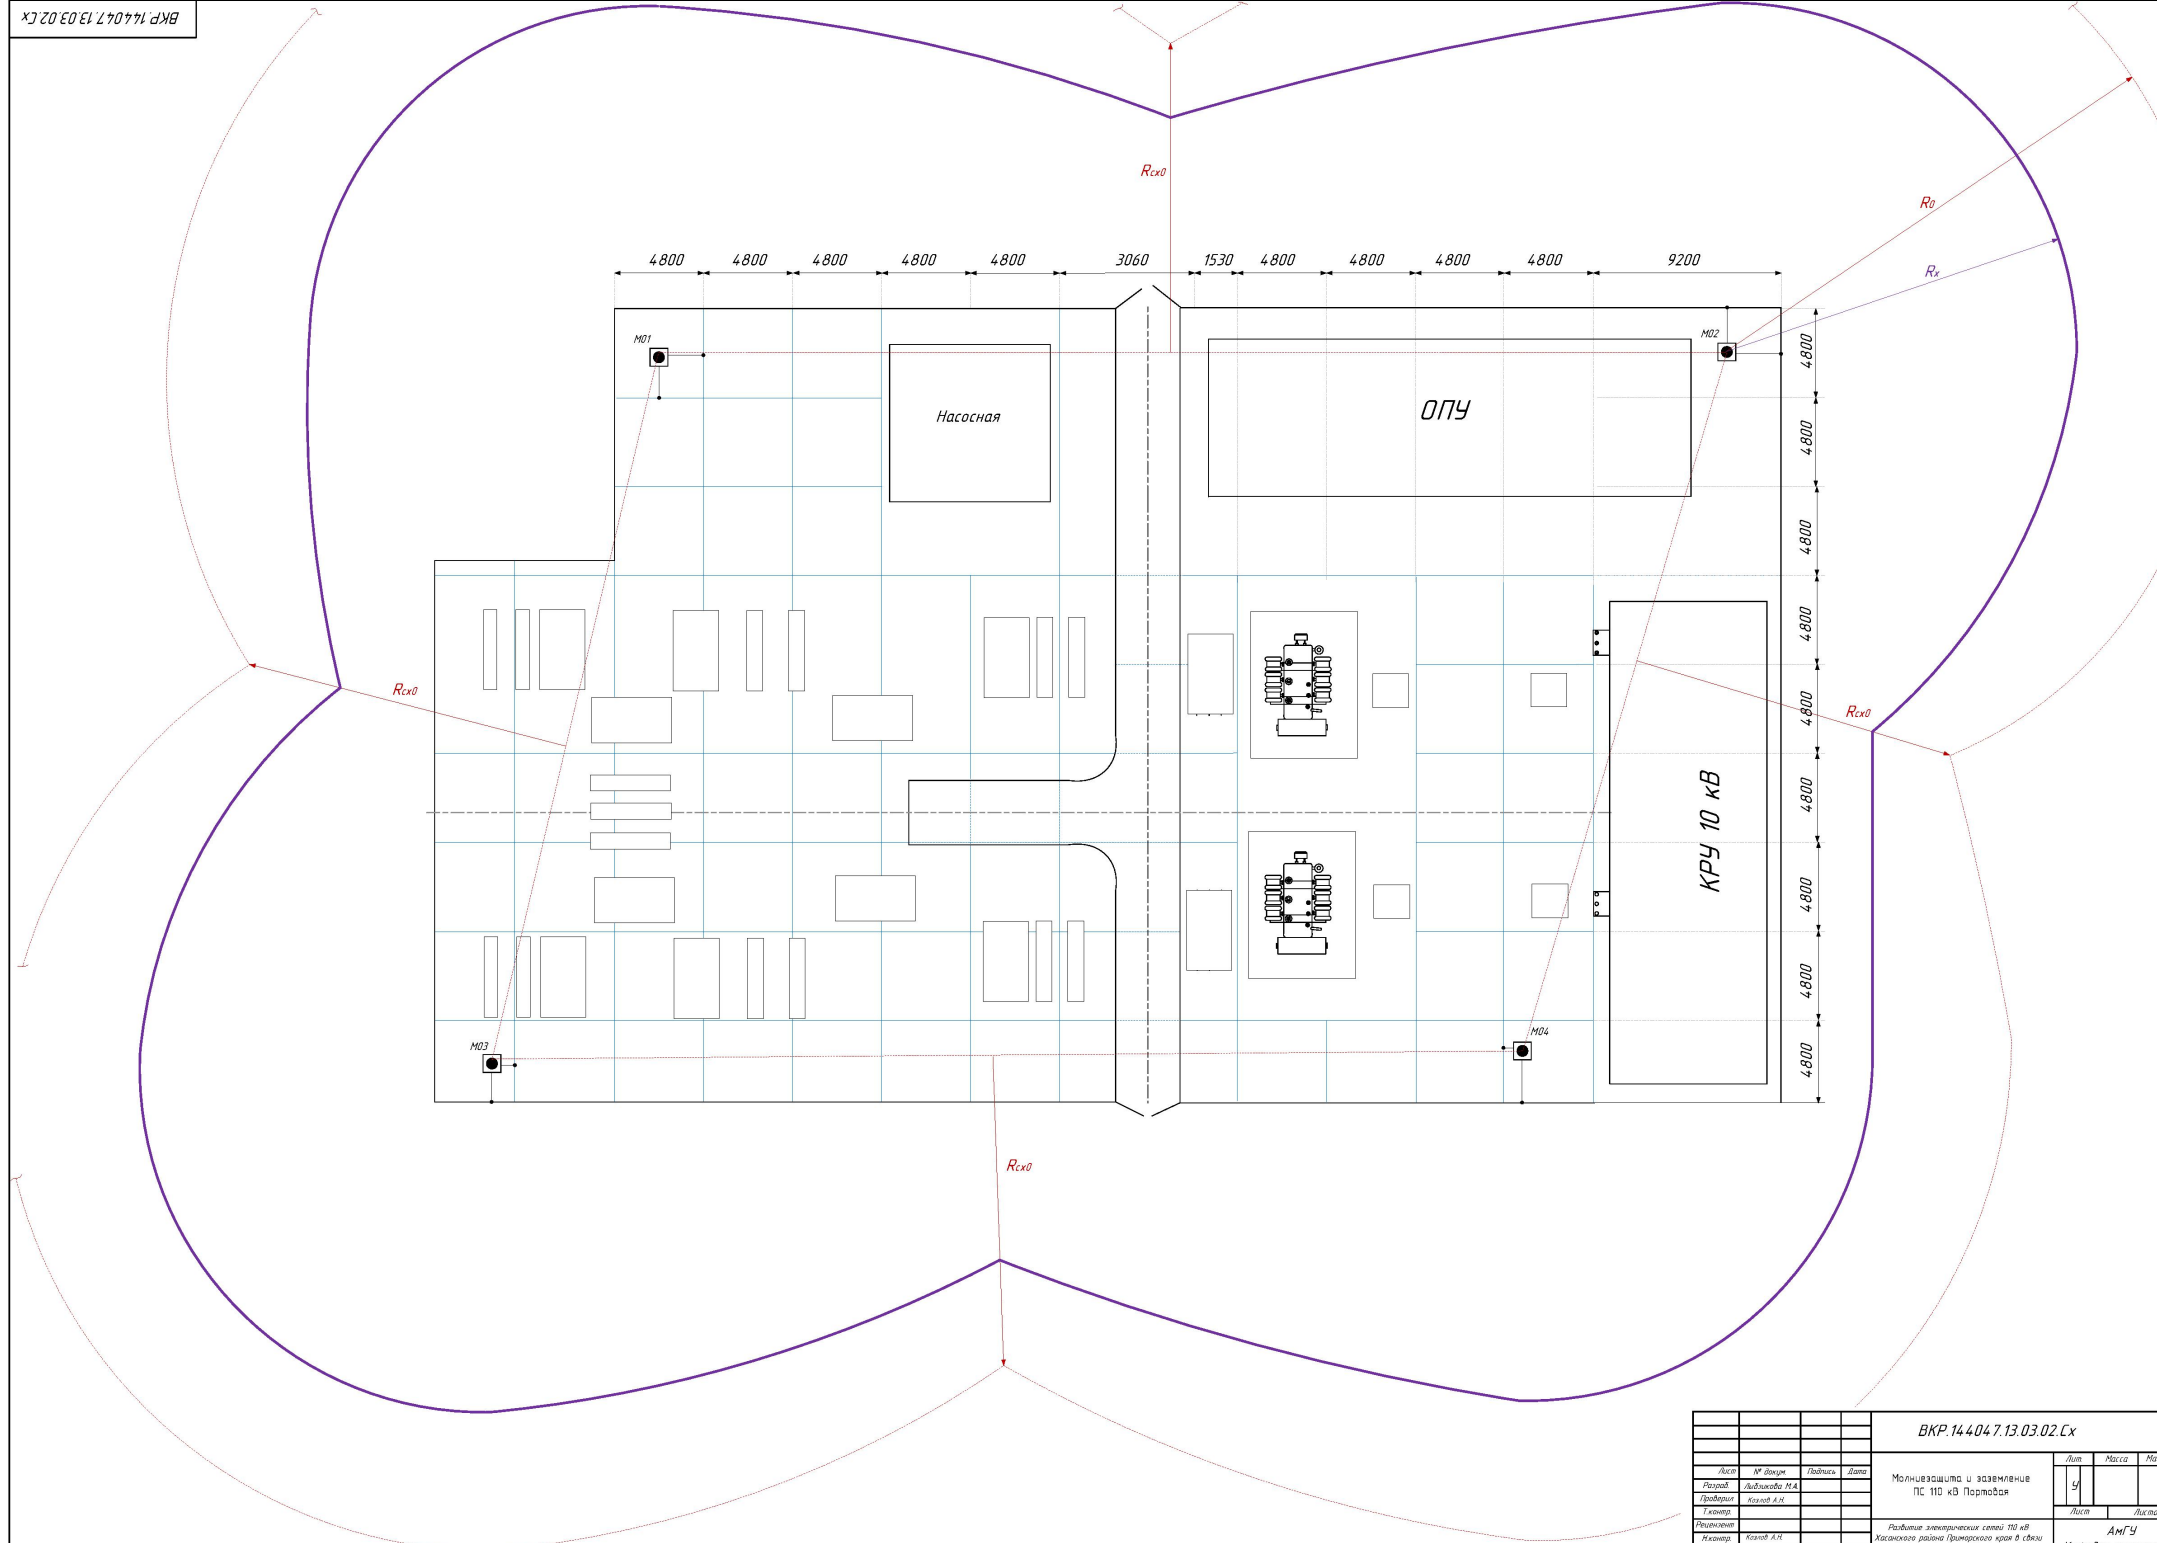 ВКР.144047.13.03.02.Сх
Rсх0
R0
Rх
4800 4800 4800 4800 4800 3060 1530 4800 4800 4800 4800 9200
М01
М02
4800
Насосная
ОПУ
4800
4800
4800
Rсх0
4800
Rсх0
КРУ 10 кВ
4800
4800
4800
М03
М04
4800
Rсх0
ВКР.144047.13.03.02.Сх
Лит. Масса
Лист № докум. Подпись Дата
Молниезащита и заземление
ПС 110 кВ Портовая
У
Разраб.
Проверил Козлов А.Н.
Т.контр. Лист
Рецензент
Развитие электрических сетей 110 кВ
Н.контр. Козлов А.Н. Хасанского района Приморского края в связи
АмГУ